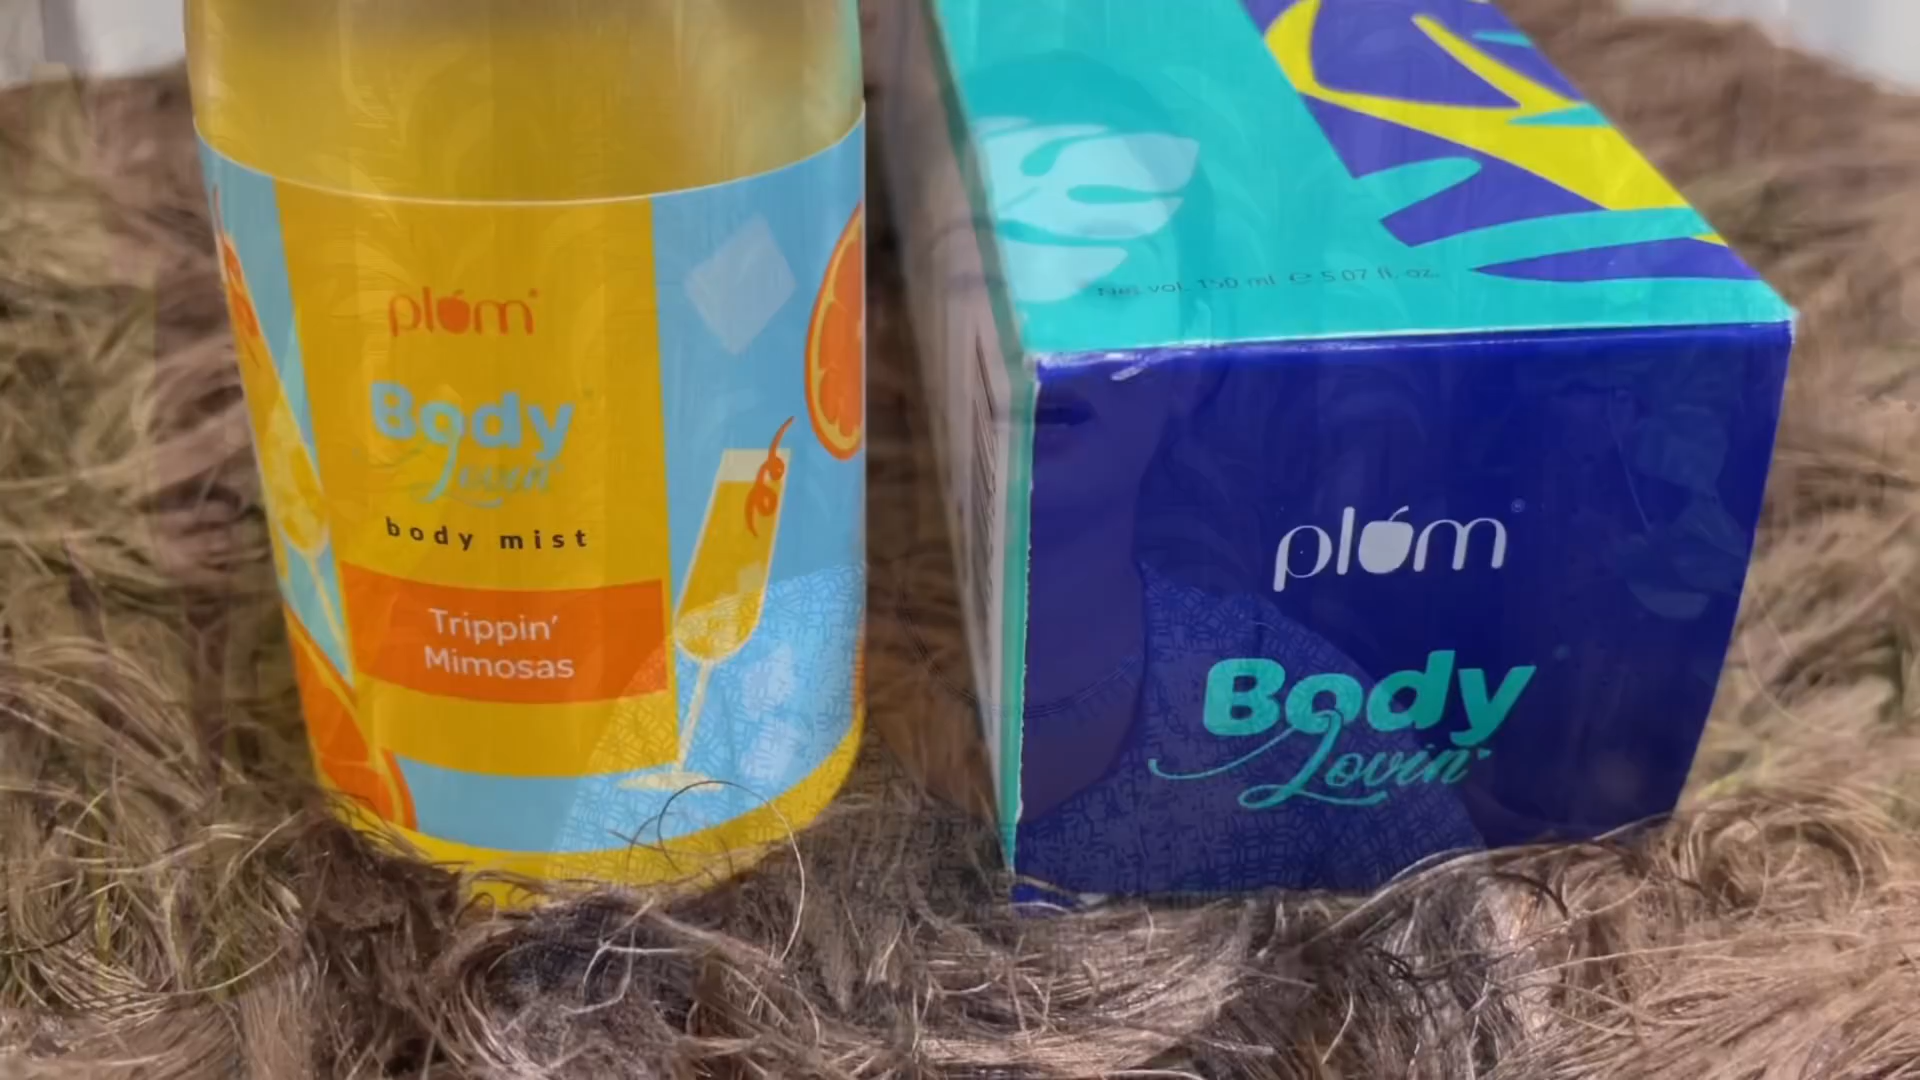 plum
Body
Lovin'
body mist
Trippin'
Mimosas
Net vol. 150 ml e 5.07 fl. oz.
plum
Body
Lovin'